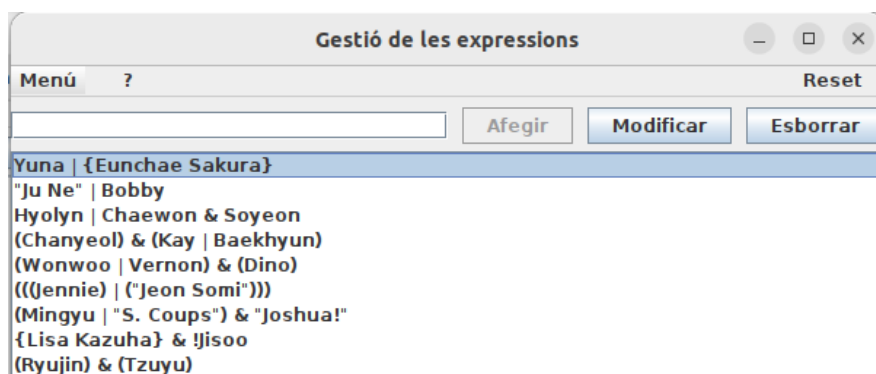 Gestió de les expressions
Menú ? Reset
Afegir Modificar Esborrar
Yuna | {Eunchae Sakura}
"Ju Ne" | Bobby
Hyolyn | Chaewon & Soyeon
(Chanyeol) & (Kay | Baekhyun)
(Wonwoo | Vernon) & (Dino)
(((Jennie) | ("Jeon Somi")))
(Mingyu | "S. Coups") & "Joshua!"
{Lisa Kazuha} & !Jisoo
(Ryujin) & (Tzuyu)